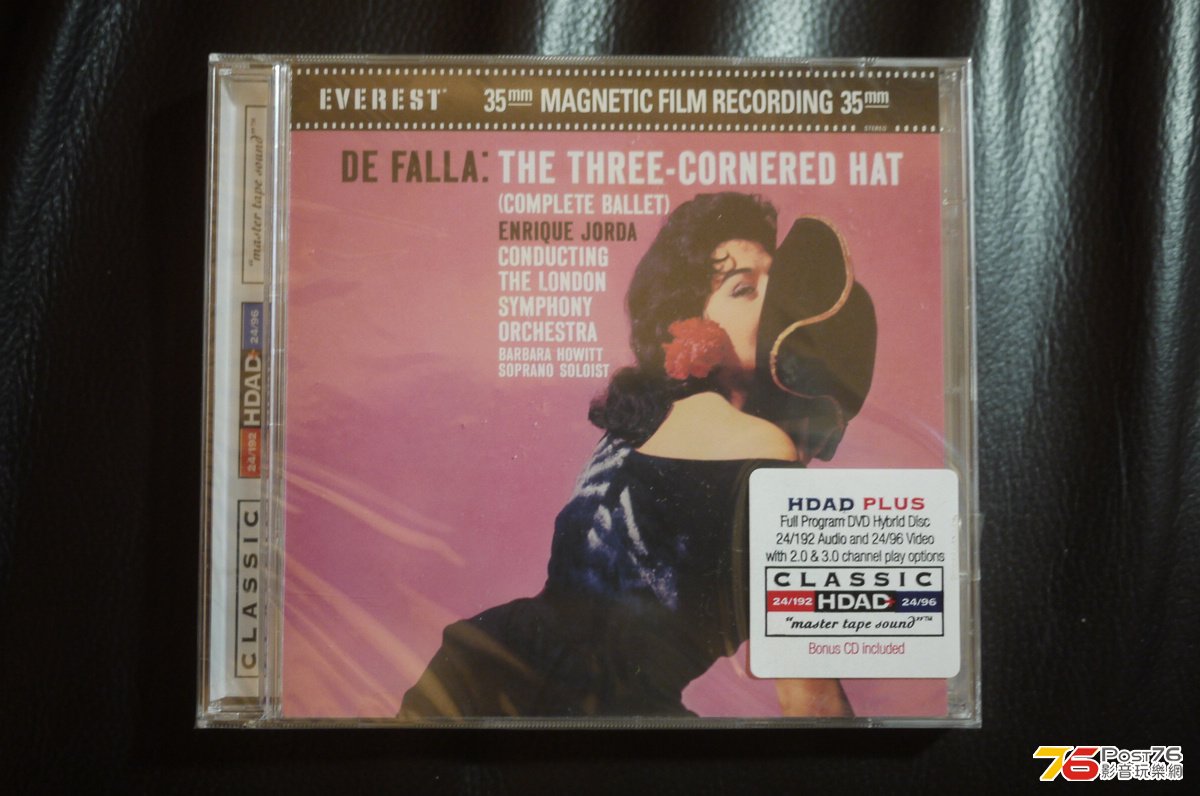 EVEREST 35mm MAGNETIC FILM RECORDING 35mm
STEREO
DE FALLA: THE THREE-CORNERED HAT
(COMPLETE BALLET)
ENRIQUE JORDA
CONDUCTING
THE LONDON
SYMPHONY
ORCHESTRA
BARBARA HOWITT
SOPRANO SOLOIST
HDAD PLUS
Full Program DVD Hybrid Disc
24/192 Audio and 24/96 Video
with 2.0 & 3.0 channel play options
CLASSIC
24/192 HDAD 24/96
"master tape sound"™
Bonus CD included
CLASSIC
24/192 HDAD 24/96
"master tape sound"™
76 Post76
影音玩樂網